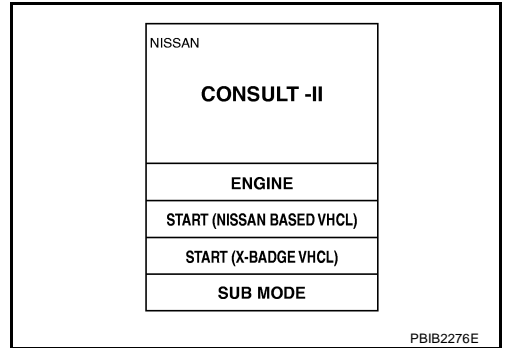 NISSAN
CONSULT -II
ENGINE
START (NISSAN BASED VHCL)
START (X-BADGE VHCL)
SUB MODE
PBIB2276E